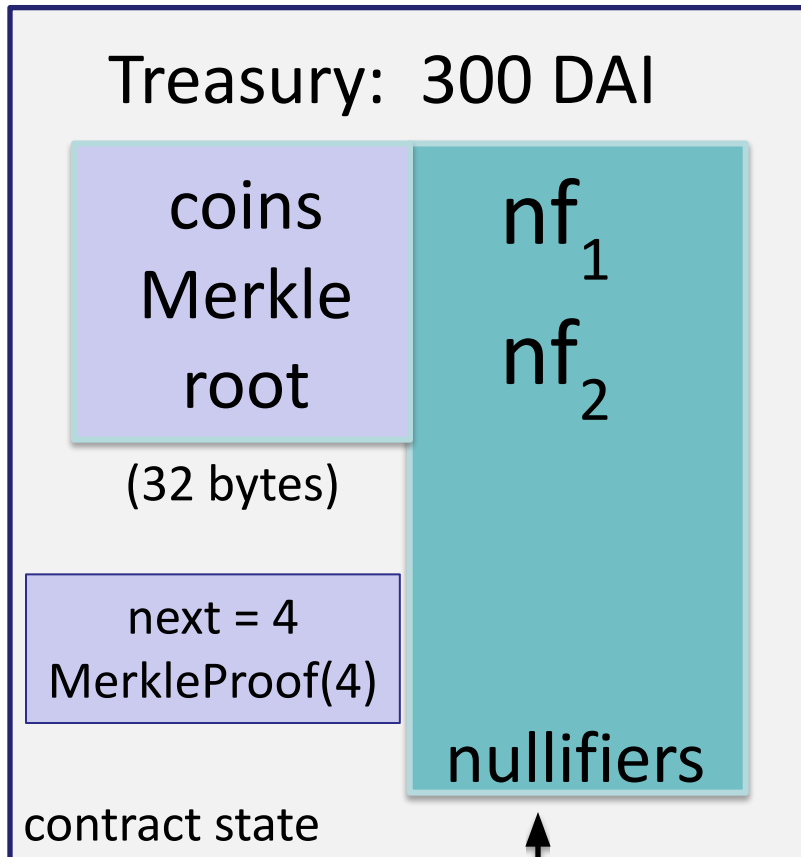 Treasury: 300 DAI
coins
Merkle
root
(32 bytes)
nf₁
nf₂
nullifiers
next = 4
MerkleProof(4)
contract state